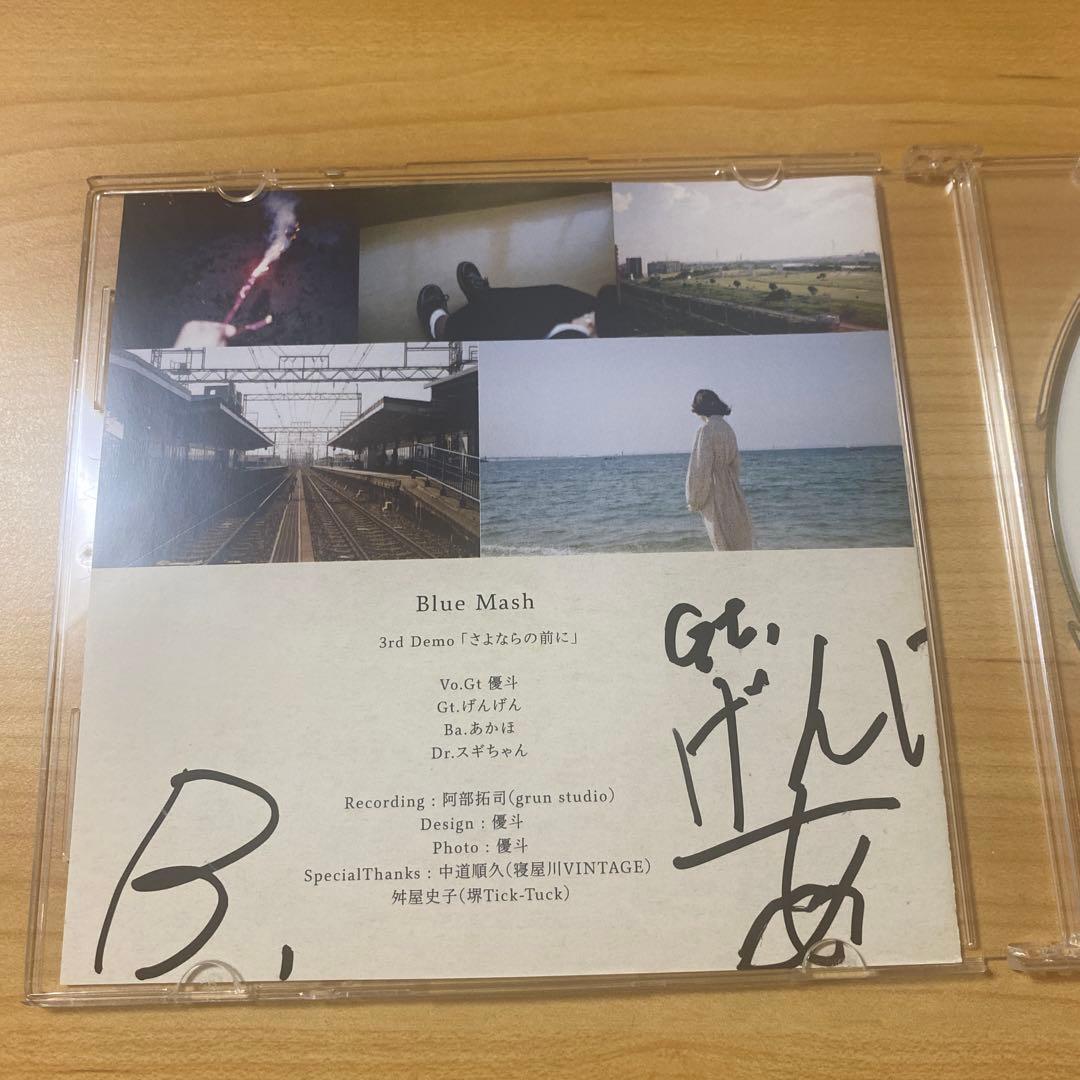 Blue Mash
3rd Demo「さよならの前に」
Vo.Gt 優斗
Gt.げんげん
Ba.あかほ
Dr.スギちゃん
Recording : 阿部拓司(grun studio)
Design : 優斗
Photo : 優斗
SpecialThanks : 中道順久(寝屋川VINTAGE)
舛屋史子(堺Tick-Tuck)
Gt.
げんげ
B.
あ